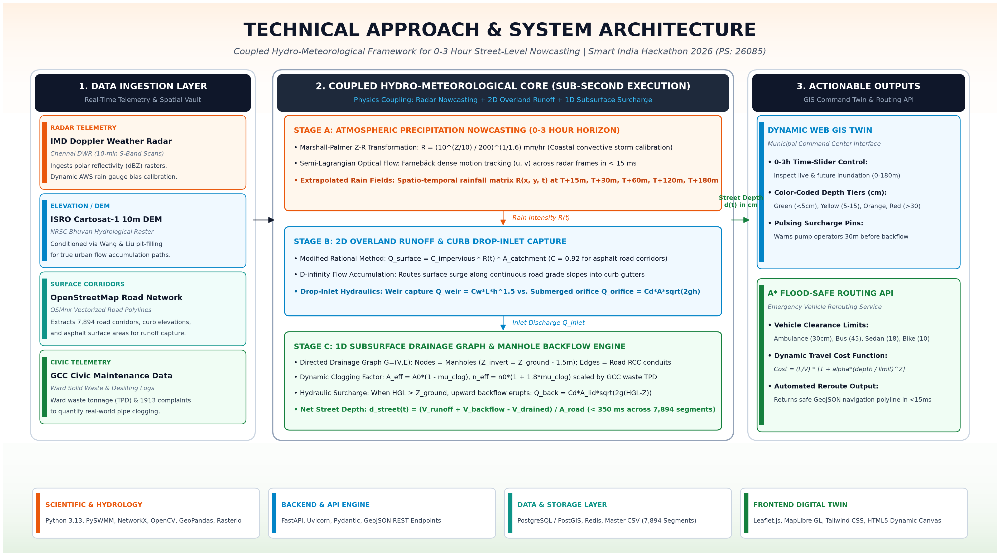 TECHNICAL APPROACH & SYSTEM ARCHITECTURE
Coupled Hydro-Meteorological Framework for 0-3 Hour Street-Level Nowcasting | Smart India Hackathon 2026 (PS: 26085)
1. DATA INGESTION LAYER
Real-Time Telemetry & Spatial Vault
RADAR TELEMETRY
IMD Doppler Weather Radar
Chennai DWR (10-min S-Band Scans)
Ingests polar reflectivity (dBZ) rasters.
Dynamic AWS rain gauge bias calibration.
ELEVATION / DEM
ISRO Cartosat-1 10m DEM
NRSC Bhuvan Hydrological Raster
Conditioned via Wang & Liu pit-filling
for true urban flow accumulation paths.
SURFACE CORRIDORS
OpenStreetMap Road Network
OSMnx Vectorized Road Polylines
Extracts 7,894 road corridors, curb elevations,
and asphalt surface areas for runoff capture.
CIVIC TELEMETRY
GCC Civic Maintenance Data
Ward Solid Waste & Desilting Logs
Ward waste tonnage (TPD) & 1913 complaints
to quantify real-world pipe clogging.
2. COUPLED HYDRO-METEOROLOGICAL CORE (SUB-SECOND EXECUTION)
Physics Coupling: Radar Nowcasting + 2D Overland Runoff + 1D Subsurface Surcharge
STAGE A: ATMOSPHERIC PRECIPITATION NOWCASTING (0-3 HOUR HORIZON)
• Marshall-Palmer Z-R Transformation: R = (10^(Z/10) / 200)^(1/1.6) mm/hr (Coastal convective storm calibration)
• Semi-Lagrangian Optical Flow: Farnebäck dense motion tracking (u, v) across radar frames in < 15 ms
• Extrapolated Rain Fields: Spatio-temporal rainfall matrix R(x, y, t) at T+15m, T+30m, T+60m, T+120m, T+180m
Rain Intensity R(t)
STAGE B: 2D OVERLAND RUNOFF & CURB DROP-INLET CAPTURE
• Modified Rational Method: Q_surface = C_impervious * R(t) * A_catchment (C = 0.92 for asphalt road corridors)
• D-infinity Flow Accumulation: Routes surface surge along continuous road grade slopes into curb gutters
• Drop-Inlet Hydraulics: Weir capture Q_weir = Cw*L*h^1.5 vs. Submerged orifice Q_orifice = Cd*A*sqrt(2gh)
Inlet Discharge Q_inlet
STAGE C: 1D SUBSURFACE DRAINAGE GRAPH & MANHOLE BACKFLOW ENGINE
• Directed Drainage Graph G=(V,E): Nodes = Manholes (Z_invert = Z_ground - 1.5m); Edges = Road RCC conduits
• Dynamic Clogging Factor: A_eff = A0*(1 - mu_clog), n_eff = n0*(1 + 1.8*mu_clog) scaled by GCC waste TPD
• Hydraulic Surcharge: When HGL > Z_ground, upward backflow erupts: Q_back = Cd*A_lid*sqrt(2g(HGL-Z))
• Net Street Depth: d_street(t) = (V_runoff + V_backflow - V_drained) / A_road (< 350 ms across 7,894 segments)
Street Depth
d(t) in cm
3. ACTIONABLE OUTPUTS
GIS Command Twin & Routing API
DYNAMIC WEB GIS TWIN
Municipal Command Center Interface
• 0-3h Time-Slider Control:
Inspect live & future inundation (0-180m)
• Color-Coded Depth Tiers (cm):
Green (<5cm), Yellow (5-15), Orange, Red (>30)
• Pulsing Surcharge Pins:
Warns pump operators 30m before backflow
A* FLOOD-SAFE ROUTING API
Emergency Vehicle Rerouting Service
• Vehicle Clearance Limits:
Ambulance (30cm), Bus (45), Sedan (18), Bike (10)
• Dynamic Travel Cost Function:
Cost = (L/V) * [1 + alpha*(depth / limit)^2]
• Automated Reroute Output:
Returns safe GeoJSON navigation polyline in <15ms
SCIENTIFIC & HYDROLOGY
Python 3.13, PySWMM, NetworkX, OpenCV, GeoPandas, Rasterio
BACKEND & API ENGINE
FastAPI, Uvicorn, Pydantic, GeoJSON REST Endpoints
DATA & STORAGE LAYER
PostgreSQL / PostGIS, Redis, Master CSV (7,894 Segments)
FRONTEND DIGITAL TWIN
Leaflet.js, MapLibre GL, Tailwind CSS, HTML5 Dynamic Canvas